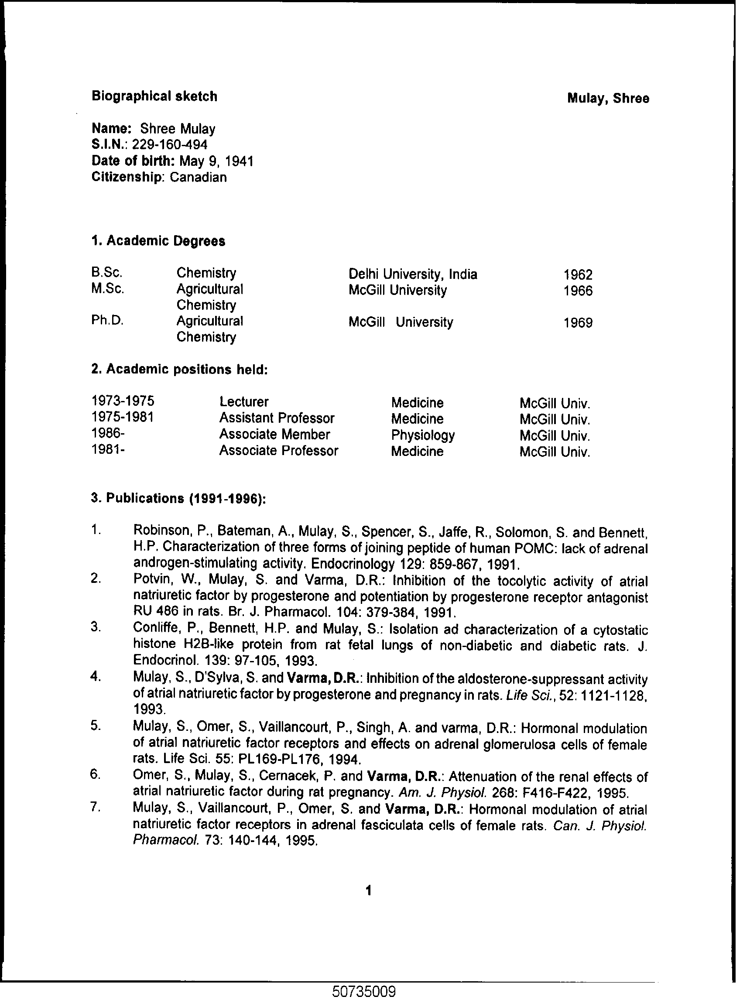 Biographical sketch Mulay, Shree
Name: Shree Mulay
S.I.N.: 229-160-494
Date of birth: May 9, 1941
Citizenship: Canadian
1. Academic Degrees
B.Sc. Chemistry Delhi University, India 1962
M.Sc. Agricultural McGill University 1966
Chemistry
Ph.D. Agricultural McGill University 1969
Chemistry
2. Academic positions held:
1973-1975 Lecturer Medicine McGill Univ.
1975-1981 Assistant Professor Medicine McGill Univ.
1986- Associate Member Physiology McGill Univ.
1981- Associate Professor Medicine McGill Univ.
3. Publications (1991-1996):
1. Robinson, P., Bateman, A., Mulay, S., Spencer, S., Jaffe, R., Solomon, S. and Bennett,
H.P. Characterization of three forms of joining peptide of human POMC: lack of adrenal
androgen-stimulating activity. Endocrinology 129: 859-867, 1991.
2. Potvin, W., Mulay, S. and Varma, D.R.: Inhibition of the tocolytic activity of atrial
natriuretic factor by progesterone and potentiation by progesterone receptor antagonist
RU 486 in rats. Br. J. Pharmacol. 104: 379-384, 1991.
3. Conliffe, P., Bennett, H.P. and Mulay, S.: Isolation ad characterization of a cytostatic
histone H2B-like protein from rat fetal lungs of non-diabetic and diabetic rats. J.
Endocrinol. 139: 97-105, 1993.
4. Mulay, S., D'Sylva, S. and Varma, D.R.: Inhibition of the aldosterone-suppressant activity
of atrial natriuretic factor by progesterone and pregnancy in rats. Life Sci., 52: 1121-1128,
1993.
5. Mulay, S., Omer, S., Vaillancourt, P., Singh, A. and varma, D.R.: Hormonal modulation
of atrial natriuretic factor receptors and effects on adrenal glomerulosa cells of female
rats. Life Sci. 55: PL169-PL176, 1994.
6. Omer, S., Mulay, S., Cernacek, P. and Varma, D.R.: Attenuation of the renal effects of
atrial natriuretic factor during rat pregnancy. Am. J. Physiol. 268: F416-F422, 1995.
7. Mulay, S., Vaillancourt, P., Omer, S. and Varma, D.R.: Hormonal modulation of atrial
natriuretic factor receptors in adrenal fasciculata cells of female rats. Can. J. Physiol.
Pharmacol. 73: 140-144, 1995.
1
50735009